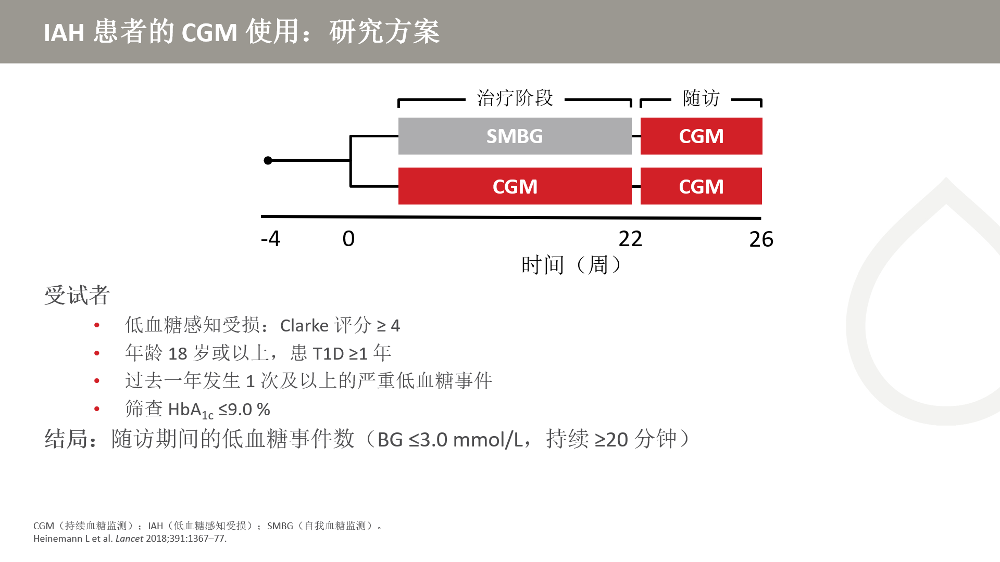 IAH 患者的 CGM 使用：研究方案
治疗阶段
随访
SMBG
CGM
CGM
CGM
-4
0
22
26
时间（周）
受试者
• 低血糖感知受损：Clarke 评分 ≥ 4
• 年龄 18 岁或以上，患 T1D ≥1 年
• 过去一年发生 1 次及以上的严重低血糖事件
• 筛查 HbA1c ≤9.0 %
结局：随访期间的低血糖事件数（BG ≤3.0 mmol/L，持续 ≥20 分钟）
CGM（持续血糖监测）；IAH（低血糖感知受损）；SMBG（自我血糖监测）。
Heinemann L et al. Lancet 2018;391:1367–77.